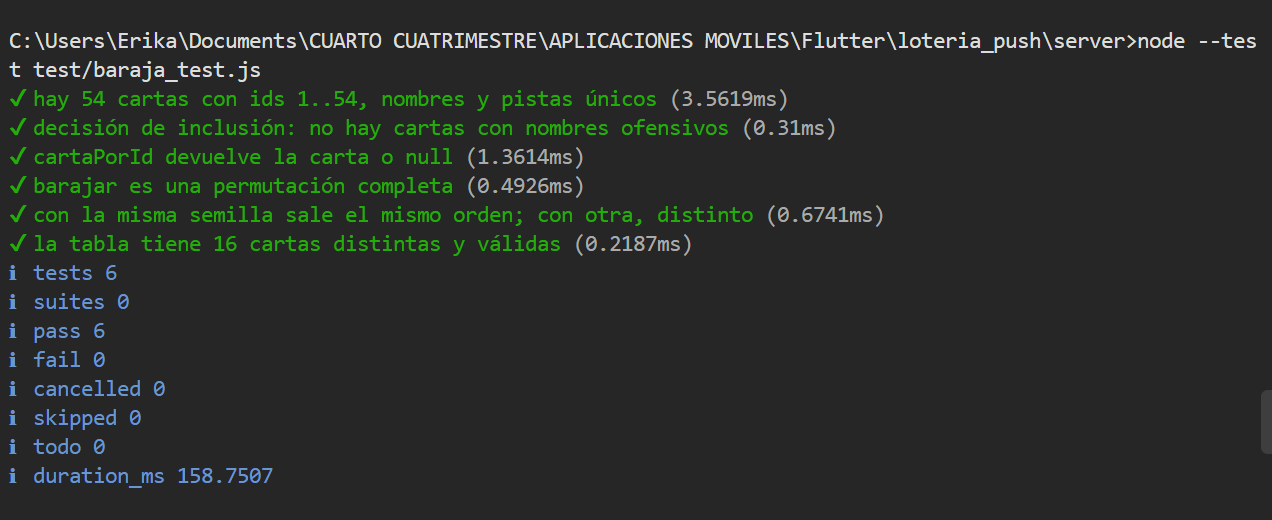 C:\Users\Erika\Documents\CUARTO CUATRIMESTRE\APLICACIONES MOVILES\Flutter\loteria_push\server>node --tes
t test/baraja_test.js
✔ hay 54 cartas con ids 1..54, nombres y pistas únicos (3.5619ms)
✔ decisión de inclusión: no hay cartas con nombres ofensivos (0.31ms)
✔ cartaPorId devuelve la carta o null (1.3614ms)
✔ barajar es una permutación completa (0.4926ms)
✔ con la misma semilla sale el mismo orden; con otra, distinto (0.6741ms)
✔ la tabla tiene 16 cartas distintas y válidas (0.2187ms)
ℹ tests 6
ℹ suites 0
ℹ pass 6
ℹ fail 0
ℹ cancelled 0
ℹ skipped 0
ℹ todo 0
ℹ duration_ms 158.7507